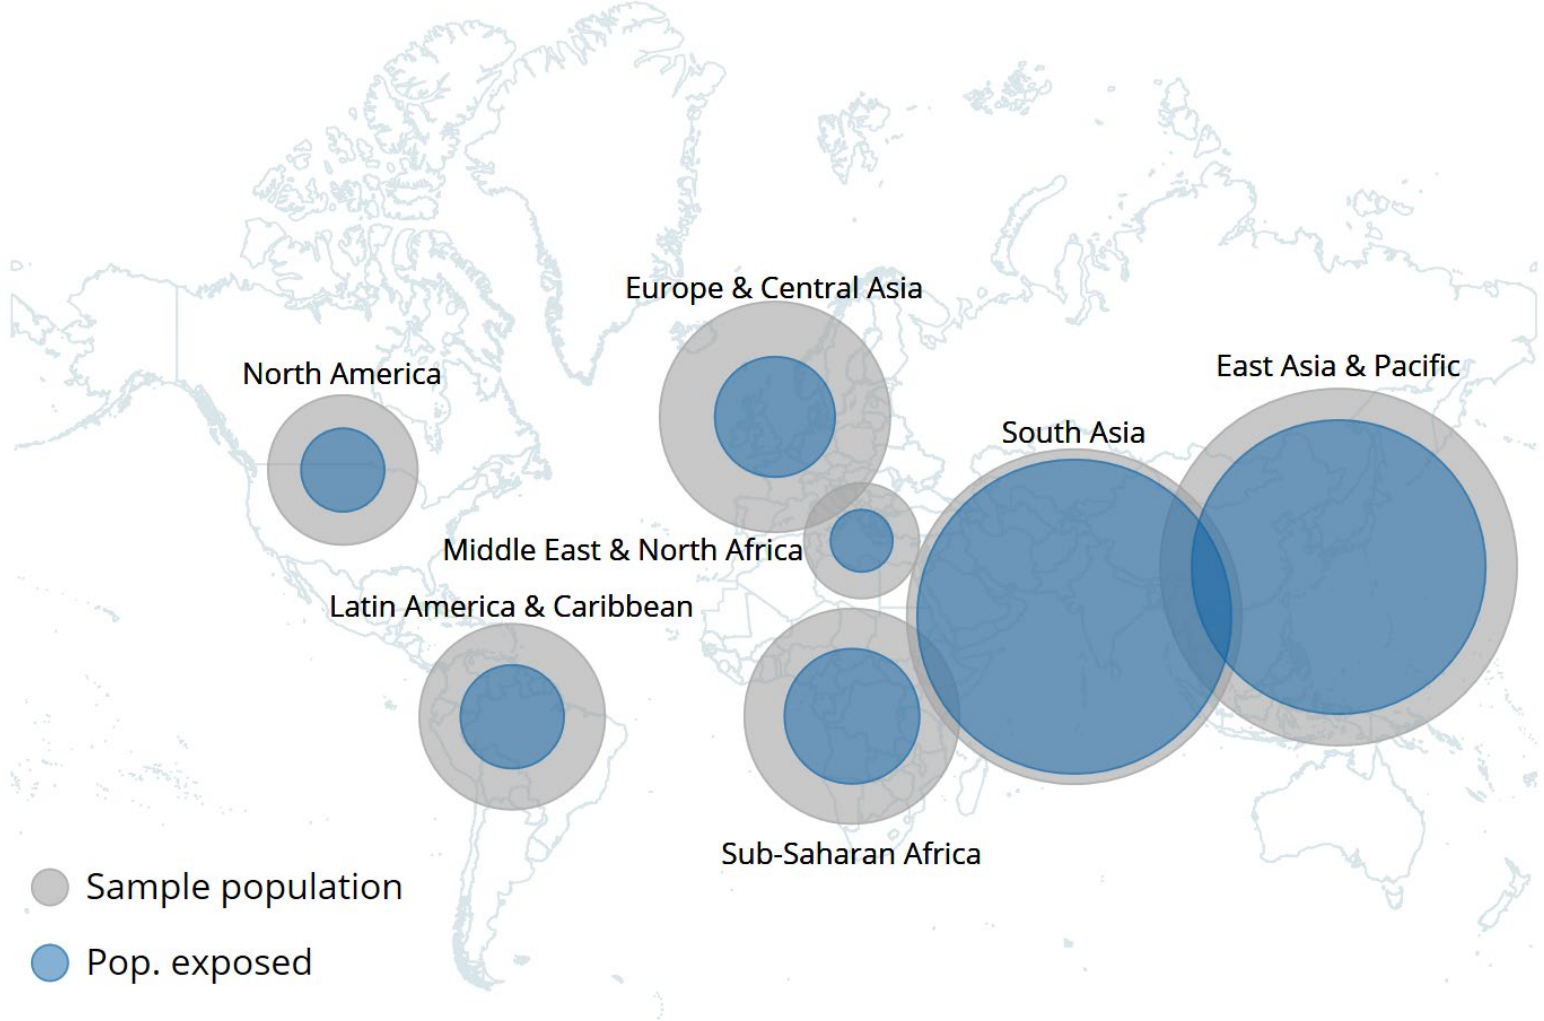 Europe & Central Asia
East Asia & Pacific
North America
South Asia
Middle East & North Africa
Latin America & Caribbean
Sub-Saharan Africa
Sample population
Pop. exposed